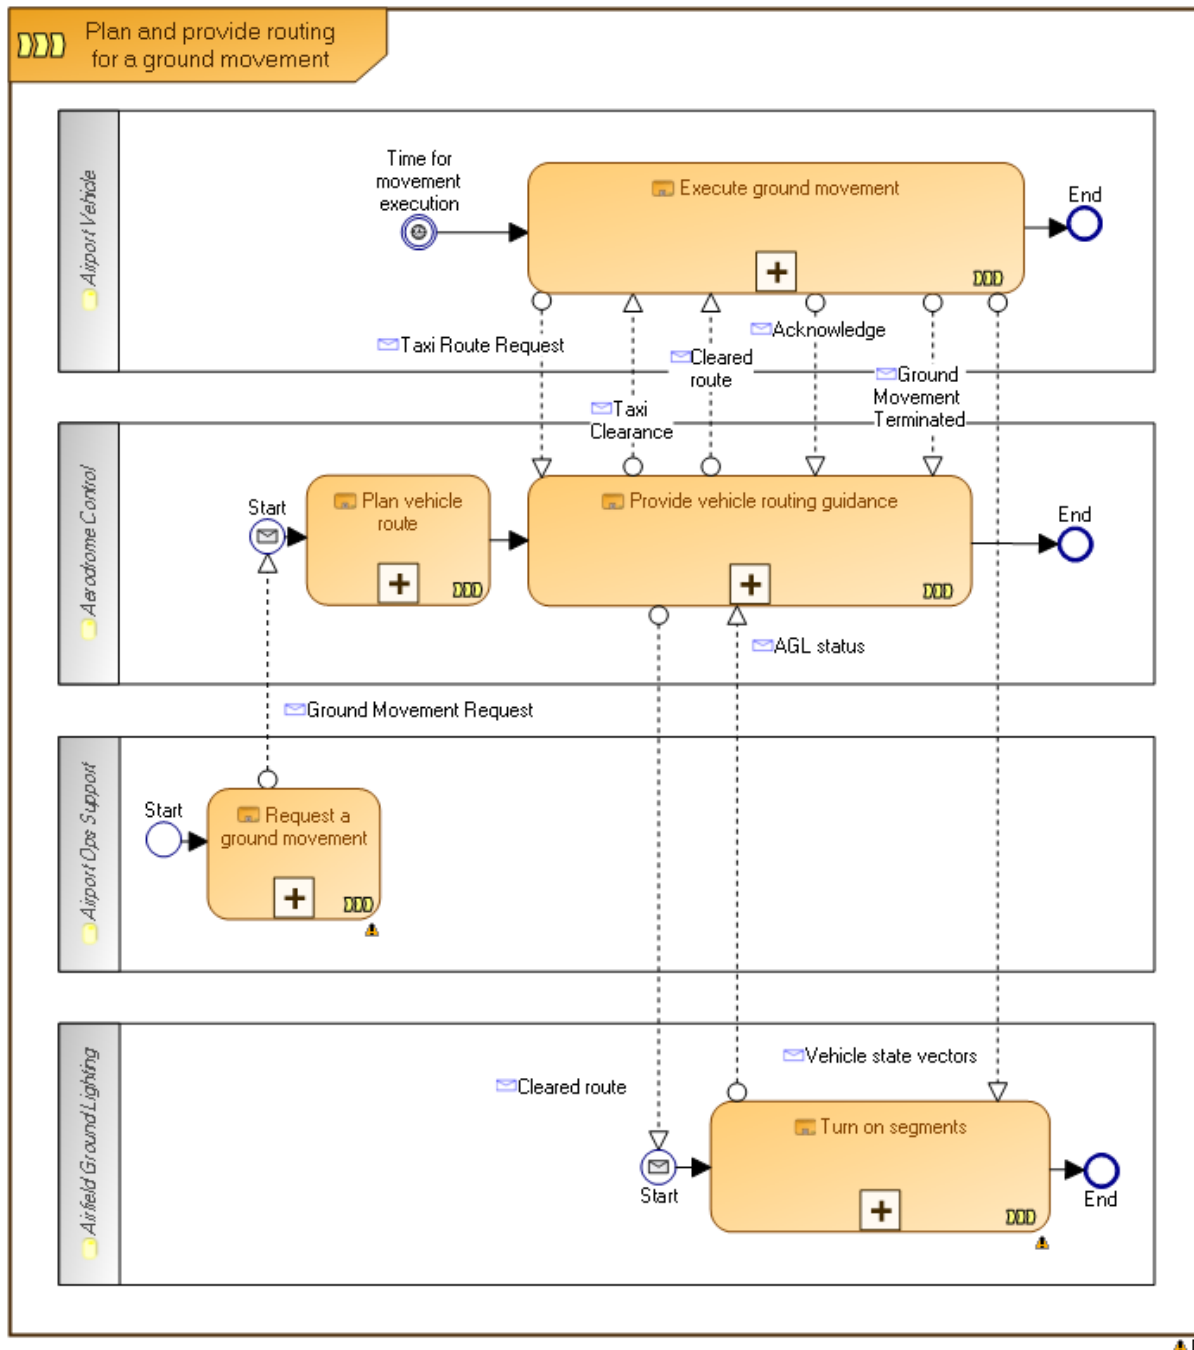 Plan and provide routing
for a ground movement
Airport Vehicle
Time for
movement
execution
Execute ground movement
End
Taxi Route Request
Taxi
Clearance
Cleared
route
Acknowledge
Ground
Movement
Terminated
Aerodrome Control
Start
Plan vehicle
route
Provide vehicle routing guidance
End
AGL status
Ground Movement Request
Airport Ops Support
Start
Request a
ground movement
Airfield Ground Lighting
Cleared route
Vehicle state vectors
Start
Turn on segments
End